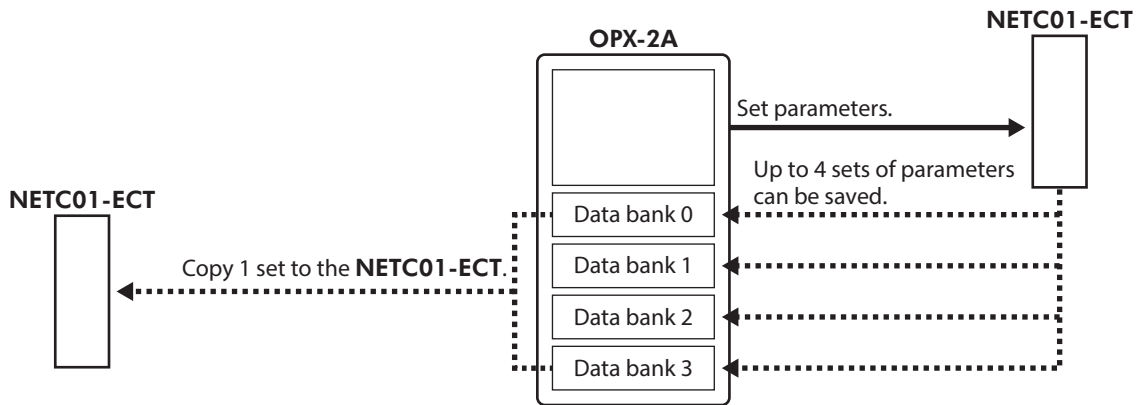 NETC01-ECT
OPX-2A
Set parameters.
Up to 4 sets of parameters
can be saved.
NETC01-ECT
Data bank 0
Copy 1 set to the NETC01-ECT.
Data bank 1
Data bank 2
Data bank 3